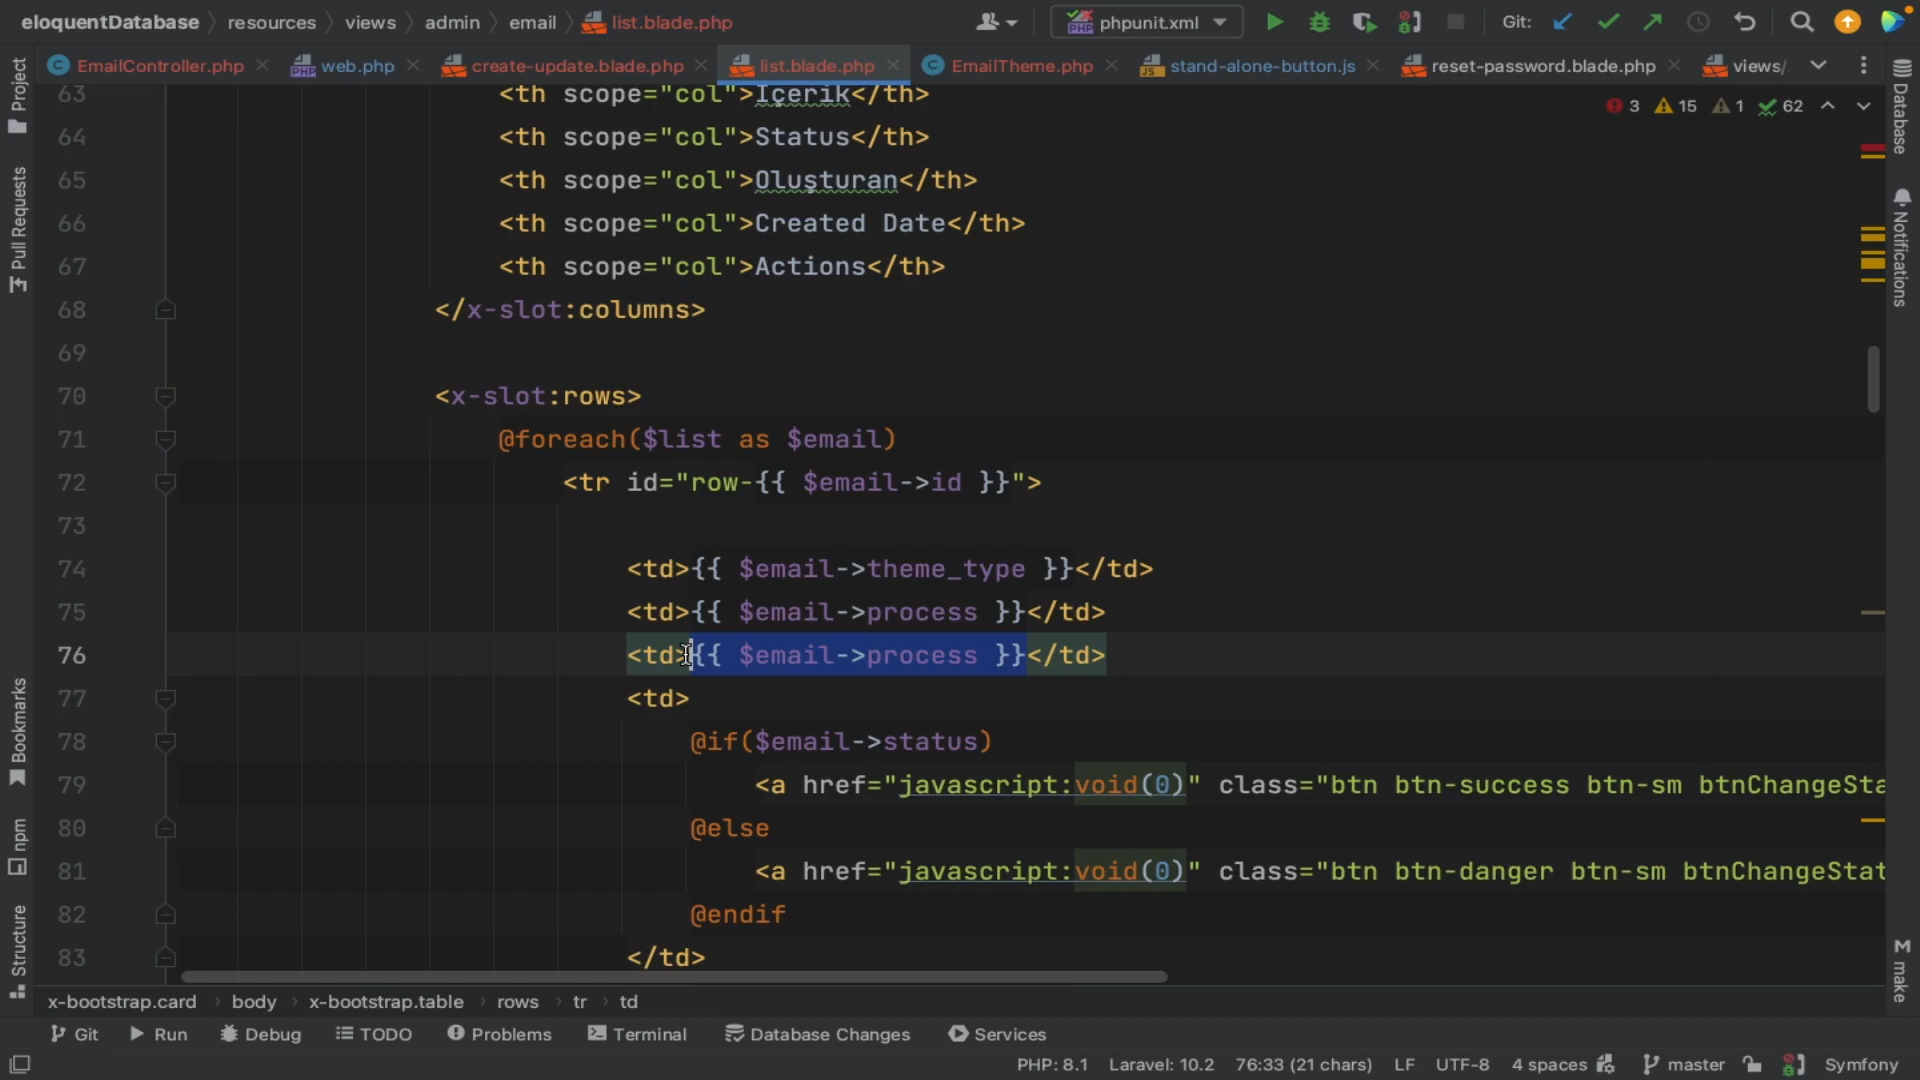 eloquentDatabase resources views admin email list.blade.php phpunit.xml Git:
EmailController.php web.php create-update.blade.php list.blade.php EmailTheme.php stand-alone-button.js reset-password.blade.php views/
3 15 1 62
63 <th scope="col">İçerik</th>
64 <th scope="col">Status</th>
65 <th scope="col">Oluşturan</th>
66 <th scope="col">Created Date</th>
67 <th scope="col">Actions</th>
68 </x-slot:columns>
69
70 <x-slot:rows>
71 @foreach($list as $email)
72 <tr id="row-{{ $email->id }}">
73
74 <td>{{ $email->theme_type }}</td>
75 <td>{{ $email->process }}</td>
76 <td>{{ $email->process }}</td>
77 <td>
78 @if($email->status)
79 <a href="javascript:void(0)" class="btn btn-success btn-sm btnChangeSta
80 @else
81 <a href="javascript:void(0)" class="btn btn-danger btn-sm btnChangeStat
82 @endif
83 </td>
x-bootstrap.card body x-bootstrap.table rows tr td
Git Run Debug TODO Problems Terminal Database Changes Services
PHP: 8.1 Laravel: 10.2 76:33 (21 chars) LF UTF-8 4 spaces master Symfony
Project
Pull Requests
Bookmarks
npm
Structure
Database
Notifications
make